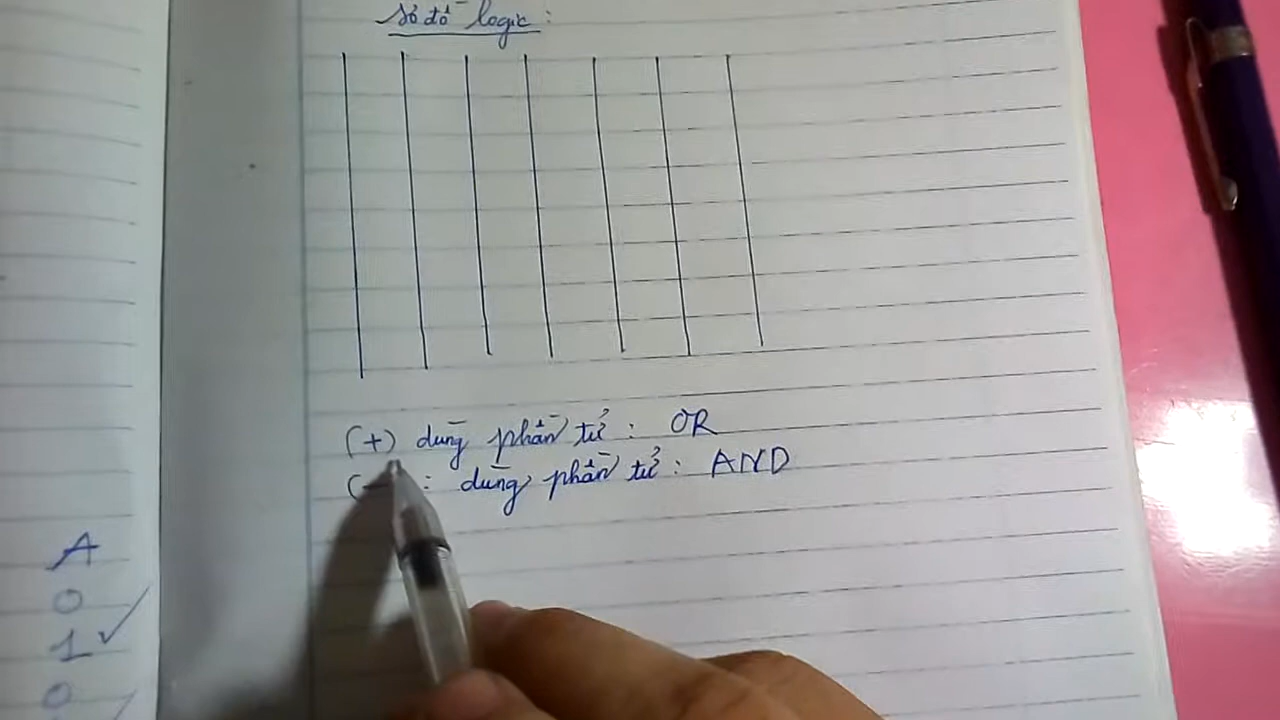 Sơ đồ logic :
(+) dùng phần tử : OR
(-) : dùng phần tử : AND
A
0
1 ✓
0